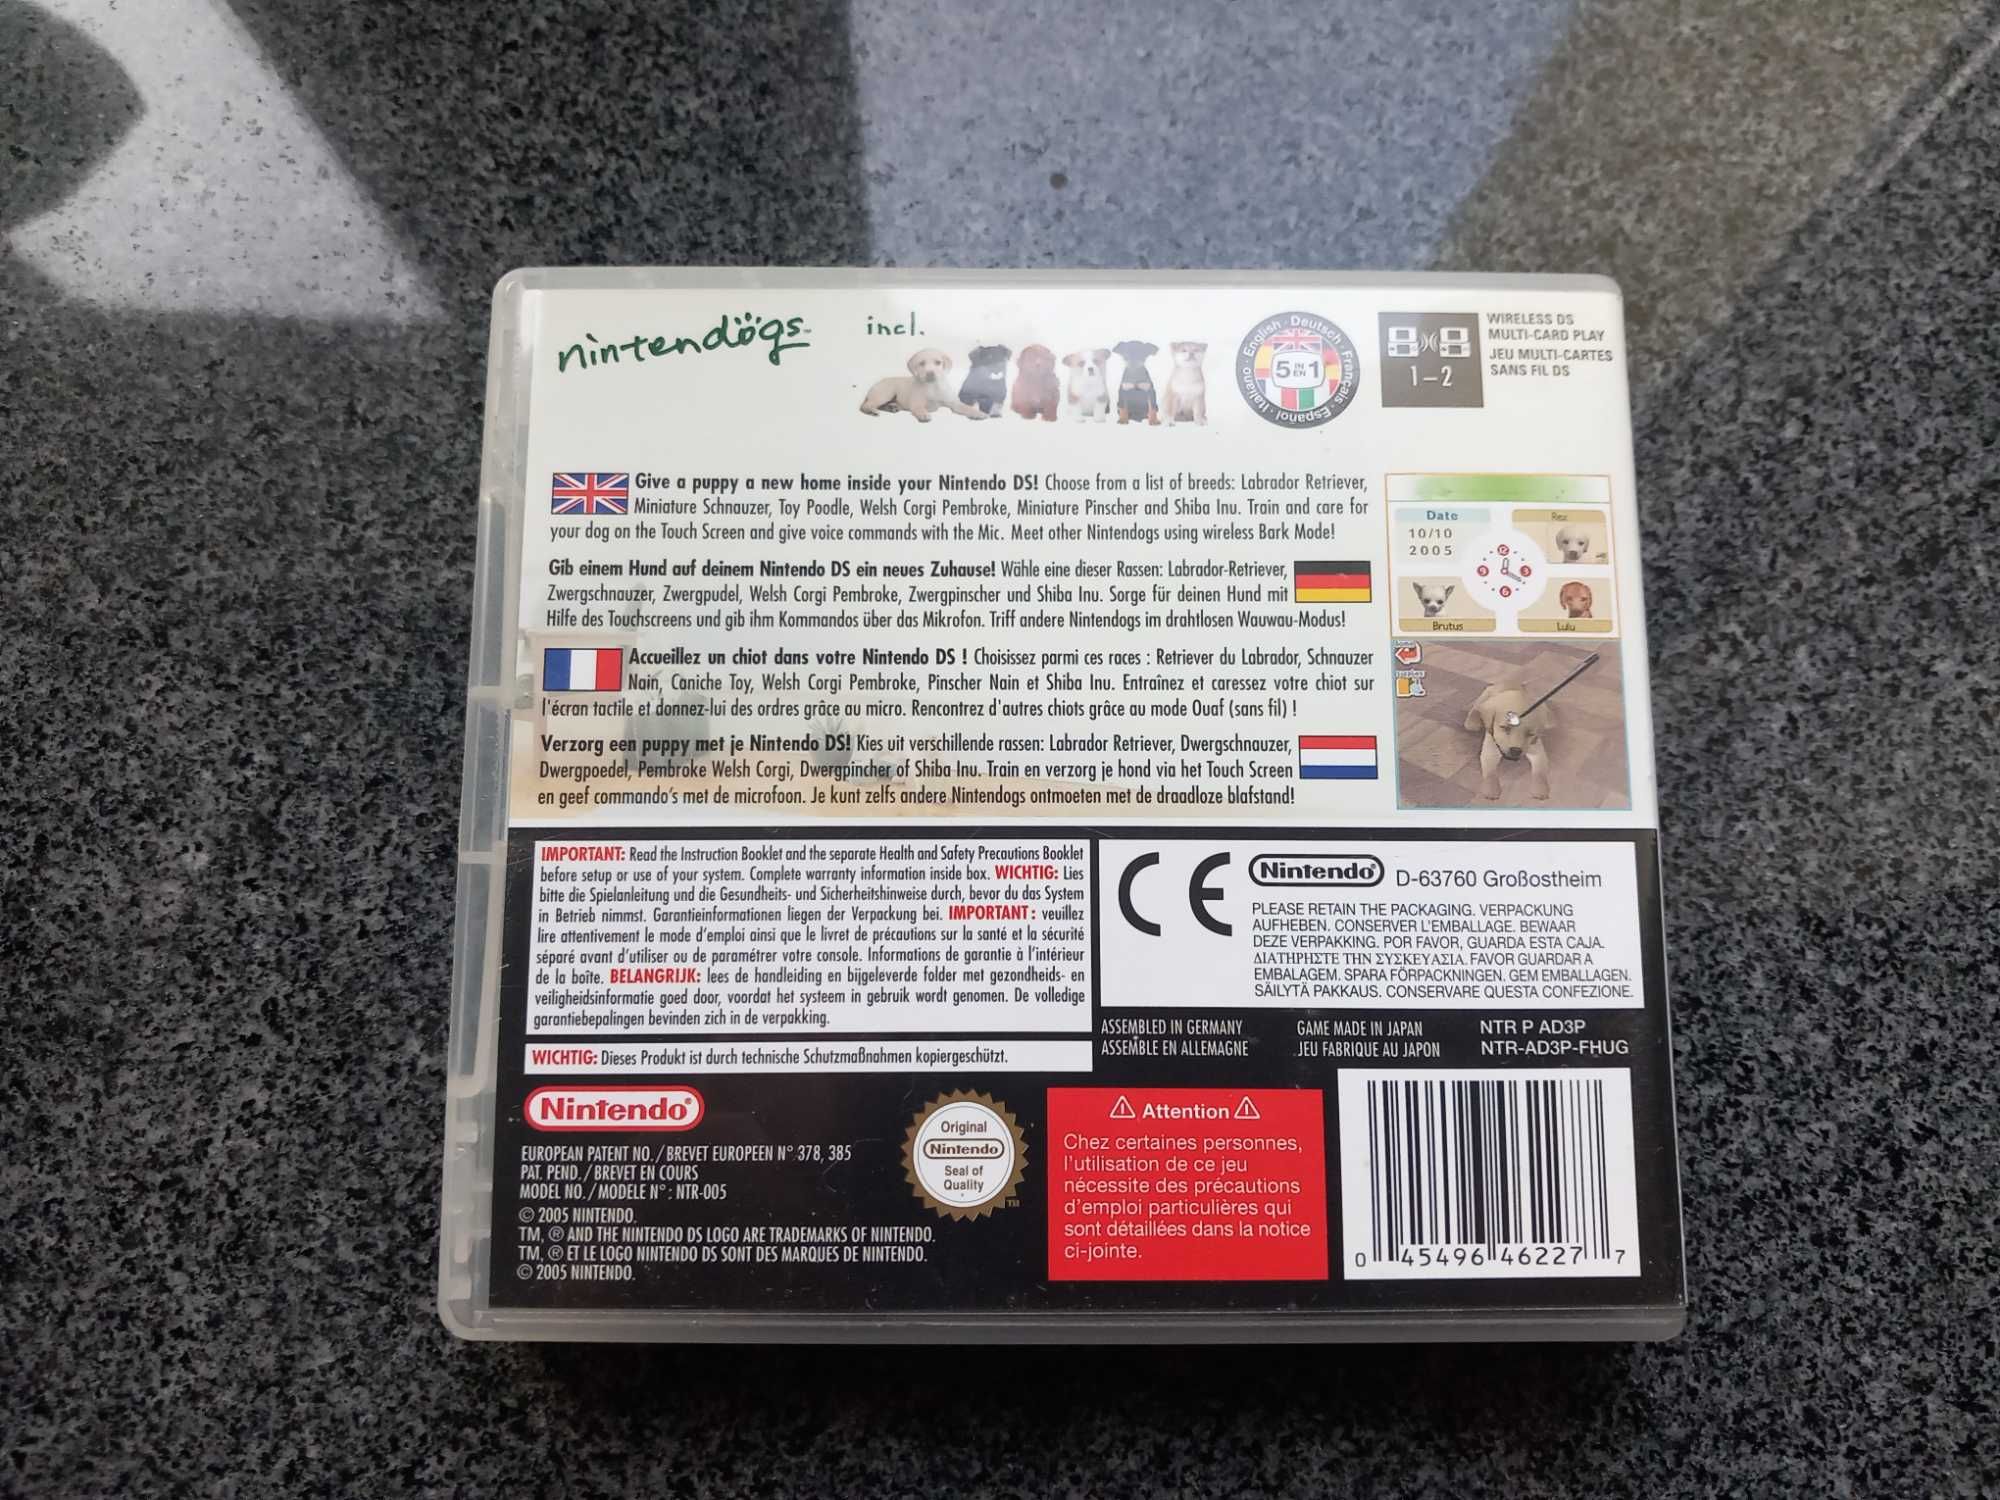 nintendögs™
incl.
English · Deutsch · Français · Español · Italiano
5 IN EN 1
1–2
WIRELESS DS
MULTI-CARD PLAY
JEU MULTI-CARTES
SANS FIL DS
Give a puppy a new home inside your Nintendo DS! Choose from a list of breeds: Labrador Retriever,
Miniature Schnauzer, Toy Poodle, Welsh Corgi Pembroke, Miniature Pinscher and Shiba Inu. Train and care for
your dog on the Touch Screen and give voice commands with the Mic. Meet other Nintendogs using wireless Bark Mode!
Gib einem Hund auf deinem Nintendo DS ein neues Zuhause! Wähle eine dieser Rassen: Labrador-Retriever,
Zwergschnauzer, Zwergpudel, Welsh Corgi Pembroke, Zwergpinscher und Shiba Inu. Sorge für deinen Hund mit
Hilfe des Touchscreens und gib ihm Kommandos über das Mikrofon. Triff andere Nintendogs im drahtlosen Wauwau-Modus!
Accueillez un chiot dans votre Nintendo DS ! Choisissez parmi ces races : Retriever du Labrador, Schnauzer
Nain, Caniche Toy, Welsh Corgi Pembroke, Pinscher Nain et Shiba Inu. Entraînez et caressez votre chiot sur
l'écran tactile et donnez-lui des ordres grâce au micro. Rencontrez d'autres chiots grâce au mode Ouaf (sans fil) !
Verzorg een puppy met je Nintendo DS! Kies uit verschillende rassen: Labrador Retriever, Dwergschnauzer,
Dwergpoedel, Pembroke Welsh Corgi, Dwergpincher of Shiba Inu. Train en verzorg je hond via het Touch Screen
en geef commando's met de microfoon. Je kunt zelfs andere Nintendogs ontmoeten met de draadloze blafstand!
Date
10/10
2005
Rex
12
3
6
9
Brutus
Lulu
IMPORTANT: Read the Instruction Booklet and the separate Health and Safety Precautions Booklet
before setup or use of your system. Complete warranty information inside box. WICHTIG: Lies
bitte die Spielanleitung und die Gesundheits- und Sicherheitshinweise durch, bevor du das System
in Betrieb nimmst. Garantieinformationen liegen der Verpackung bei. IMPORTANT : veuillez
lire attentivement le mode d'emploi ainsi que le livret de précautions sur la santé et la sécurité
séparé avant d'utiliser ou de paramétrer votre console. Informations de garantie à l'intérieur
de la boîte. BELANGRIJK: lees de handleiding en bijgeleverde folder met gezondheids- en
veiligheidsinformatie goed door, voordat het systeem in gebruik wordt genomen. De volledige
garantiebepalingen bevinden zich in de verpakking.
WICHTIG: Dieses Produkt ist durch technische Schutzmaßnahmen kopiergeschützt.
CE
Nintendo® D-63760 Großostheim
PLEASE RETAIN THE PACKAGING. VERPACKUNG
AUFHEBEN. CONSERVER L'EMBALLAGE. BEWAAR
DEZE VERPAKKING. POR FAVOR, GUARDA ESTA CAJA.
ΔΙΑΤΗΡΗΣΤΕ ΤΗΝ ΣΥΣΚΕΥΑΣΙΑ. FAVOR GUARDAR A
EMBALAGEM. SPARA FÖRPACKNINGEN. GEM EMBALLAGEN.
SÄILYTÄ PAKKAUS. CONSERVARE QUESTA CONFEZIONE.
ASSEMBLED IN GERMANY
ASSEMBLÉ EN ALLEMAGNE
GAME MADE IN JAPAN
JEU FABRIQUE AU JAPON
NTR P AD3P
NTR-AD3P-FHUG
Nintendo®
EUROPEAN PATENT NO. / BREVET EUROPEEN N° 378, 385
PAT. PEND. / BREVET EN COURS
MODEL NO. / MODELE N° : NTR-005
© 2005 NINTENDO.
TM, ® AND THE NINTENDO DS LOGO ARE TRADEMARKS OF NINTENDO.
TM, ® ET LE LOGO NINTENDO DS SONT DES MARQUES DE NINTENDO.
© 2005 NINTENDO.
Original
Nintendo
Seal of
Quality
TM
⚠ Attention ⚠
Chez certaines personnes,
l'utilisation de ce jeu
nécessite des précautions
d'emploi particulières qui
sont détaillées dans la notice
ci-jointe.
0 45496 46227 7